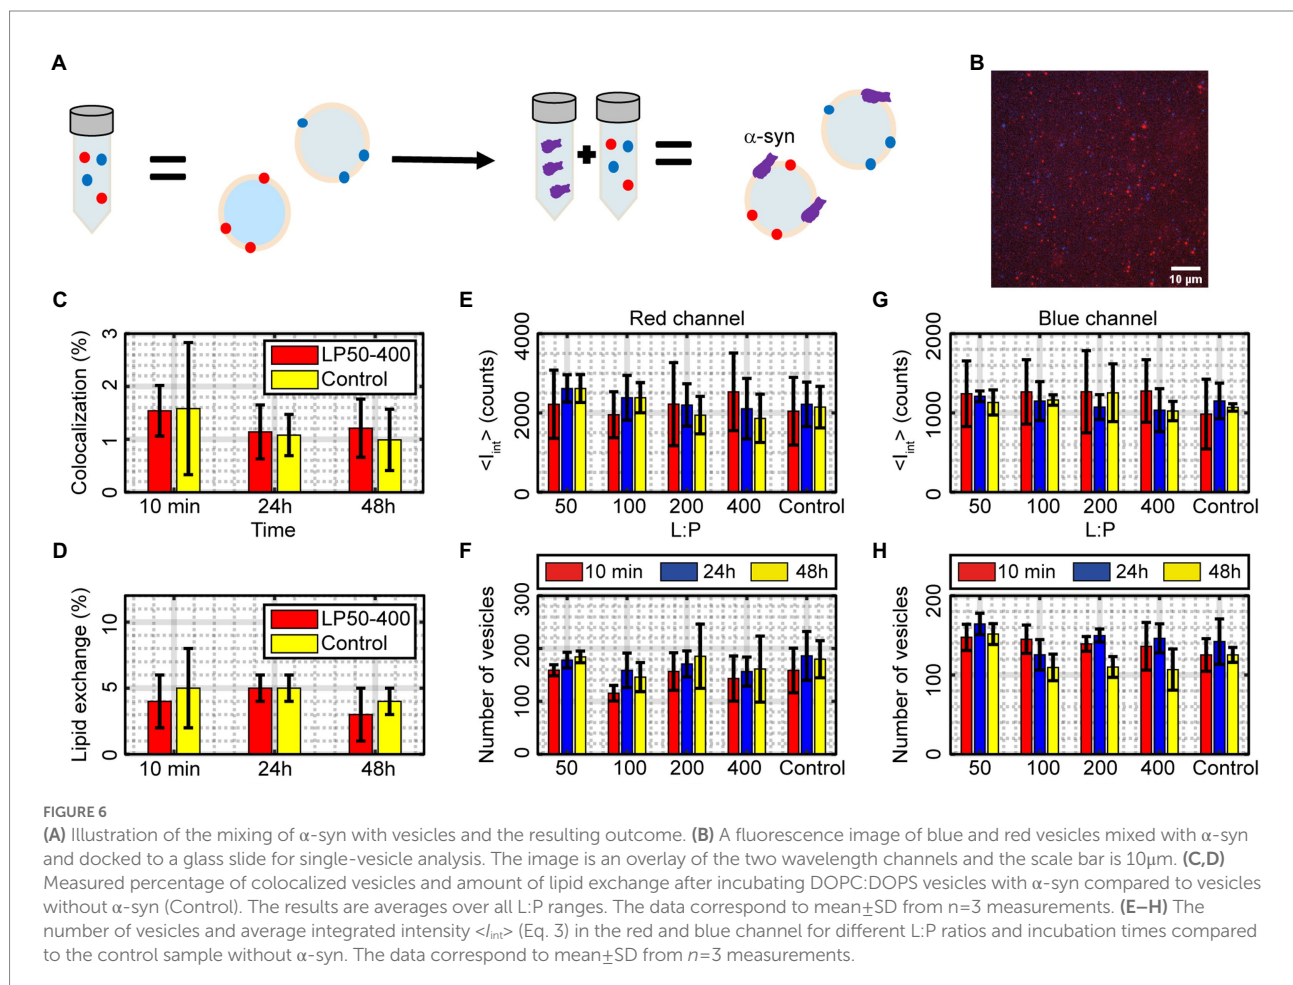 A
α-syn
B
10 µm
C
Colocalization (%)
3
2
1
0
LP50-400
Control
10 min 24h 48h
Time
D
Lipid exchange (%)
10
5
0
LP50-400
Control
10 min 24h 48h
E
Red channel
<I_int> (counts)
4000
2000
0
50 100 200 400 Control
L:P
F
10 min 24h 48h
Number of vesicles
300
200
100
0
50 100 200 400 Control
G
Blue channel
<I_int> (counts)
2000
1000
0
50 100 200 400 Control
L:P
H
10 min 24h 48h
Number of vesicles
200
100
0
50 100 200 400 Control
FIGURE 6
(A) Illustration of the mixing of α-syn with vesicles and the resulting outcome. (B) A fluorescence image of blue and red vesicles mixed with α-syn
and docked to a glass slide for single-vesicle analysis. The image is an overlay of the two wavelength channels and the scale bar is 10µm. (C,D)
Measured percentage of colocalized vesicles and amount of lipid exchange after incubating DOPC:DOPS vesicles with α-syn compared to vesicles
without α-syn (Control). The results are averages over all L:P ranges. The data correspond to mean±SD from n=3 measurements. (E–H) The
number of vesicles and average integrated intensity <I_int> (Eq. 3) in the red and blue channel for different L:P ratios and incubation times compared
to the control sample without α-syn. The data correspond to mean±SD from n=3 measurements.